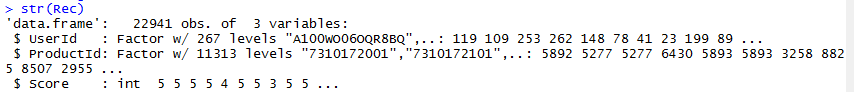 > str(Rec)
'data.frame':   22941 obs. of  3 variables:
 $ UserId   : Factor w/ 267 levels "A100WO06OQR8BQ",..: 119 109 253 262 148 78 41 23 199 89 ...
 $ ProductId: Factor w/ 11313 levels "7310172001","7310172101",..: 5892 5277 5277 6430 5893 5893 3258 882
5 8507 2955 ...
 $ Score    : int  5 5 5 5 4 5 5 3 5 5 ...